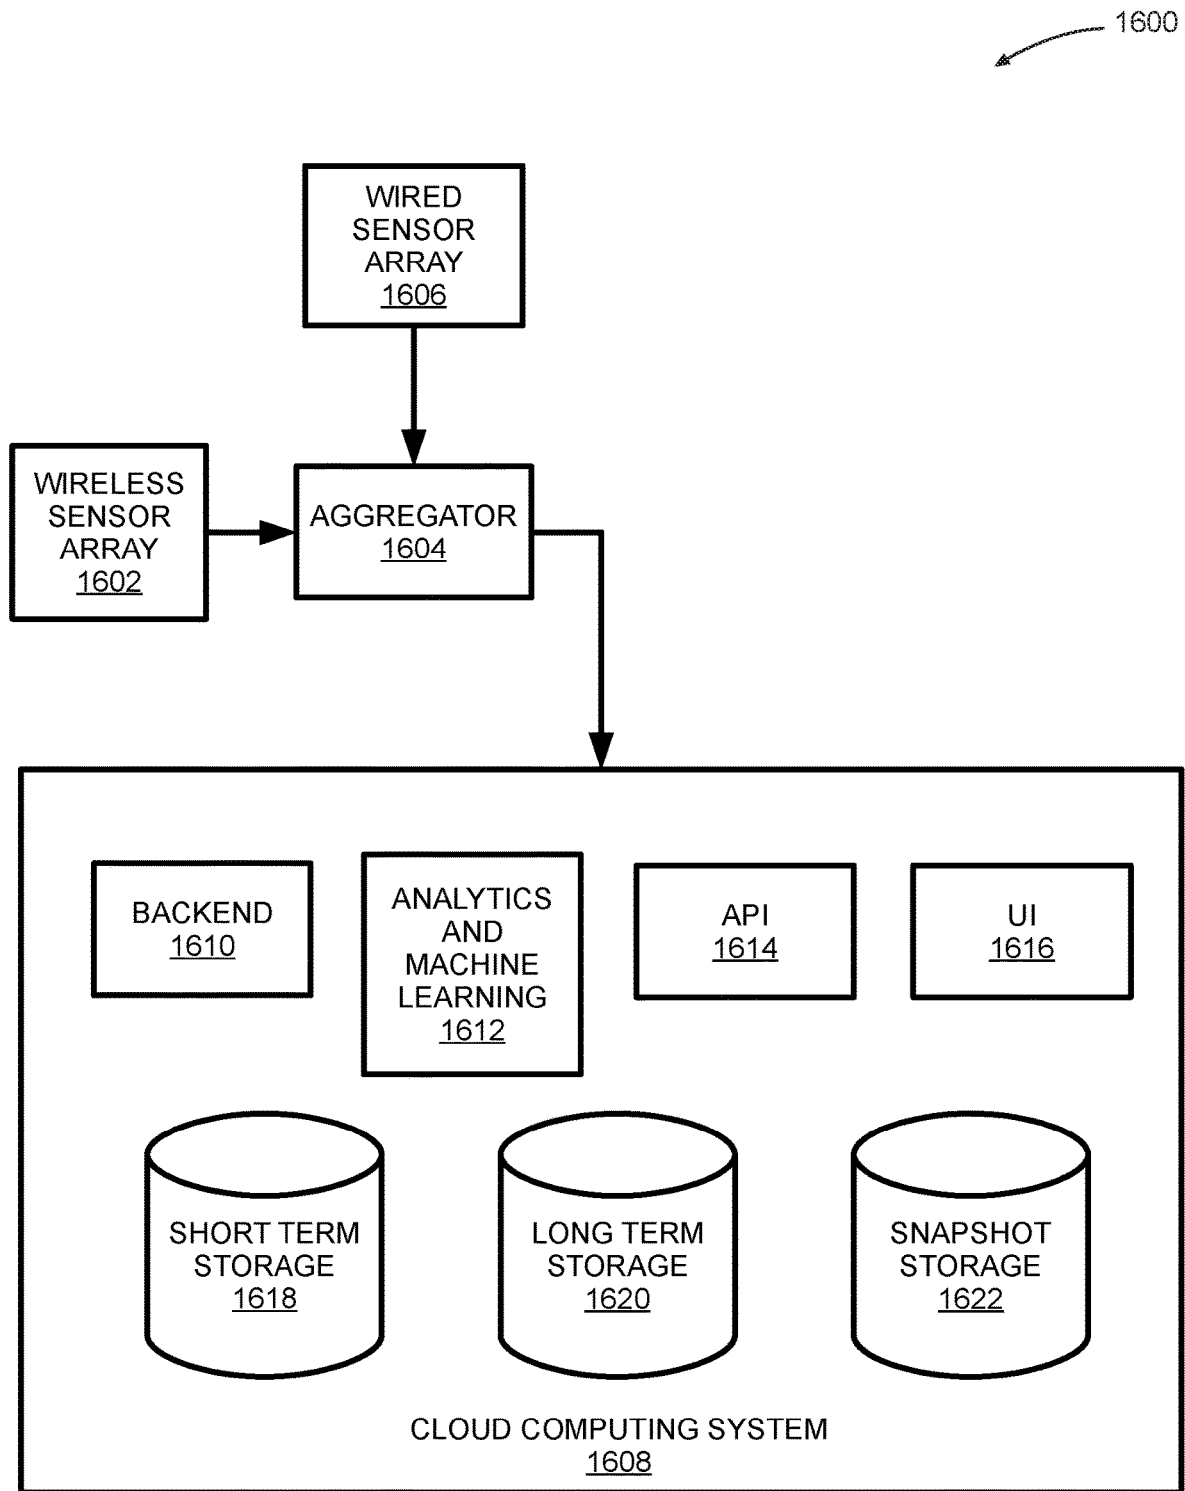 1600
WIRED
SENSOR
ARRAY
1606
WIRELESS
SENSOR
ARRAY
1602
AGGREGATOR
1604
BACKEND
1610
ANALYTICS
AND
MACHINE
LEARNING
1612
API
1614
UI
1616
SHORT TERM
STORAGE
1618
LONG TERM
STORAGE
1620
SNAPSHOT
STORAGE
1622
CLOUD COMPUTING SYSTEM
1608